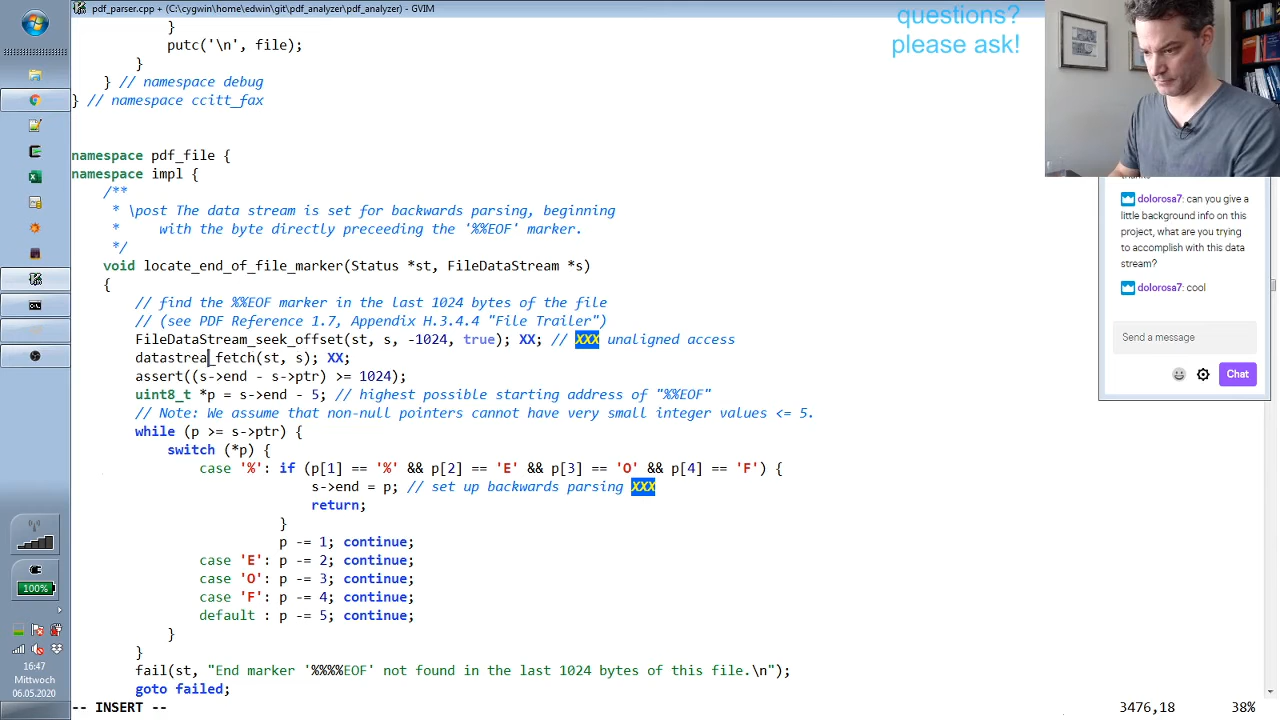 pdf_parser.cpp + (C:\cygwin\home\edwin\git\pdf_analyzer\pdf_analyzer) - GVIM
questions?
please ask!
}
putc('\n', file);
}
} // namespace debug
} // namespace ccitt_fax
namespace pdf_file {
namespace impl {
/**
* \post The data stream is set for backwards parsing, beginning
*     with the byte directly preceeding the '%%EOF' marker.
*/
void locate_end_of_file_marker(Status *st, FileDataStream *s)
{
// find the %%EOF marker in the last 1024 bytes of the file
// (see PDF Reference 1.7, Appendix H.3.4.4 "File Trailer")
FileDataStream_seek_offset(st, s, -1024, true); XX; // XXX unaligned access
datastrea_fetch(st, s); XX;
assert((s->end - s->ptr) >= 1024);
uint8_t *p = s->end - 5; // highest possible starting address of "%%EOF"
// Note: We assume that non-null pointers cannot have very small integer values <= 5.
while (p >= s->ptr) {
switch (*p) {
case '%': if (p[1] == '%' && p[2] == 'E' && p[3] == 'O' && p[4] == 'F') {
s->end = p; // set up backwards parsing XXX
return;
}
p -= 1; continue;
case 'E': p -= 2; continue;
case 'O': p -= 3; continue;
case 'F': p -= 4; continue;
default : p -= 5; continue;
}
}
fail(st, "End marker '%%%%EOF' not found in the last 1024 bytes of this file.\n");
goto failed;
-- INSERT --
3476,18
38%
dolorosa7: can you give a
little background info on this
project, what are you trying
to accomplish with this data
stream?
dolorosa7: cool
Send a message
Chat
100%
16:47
Mittwoch
06.05.2020